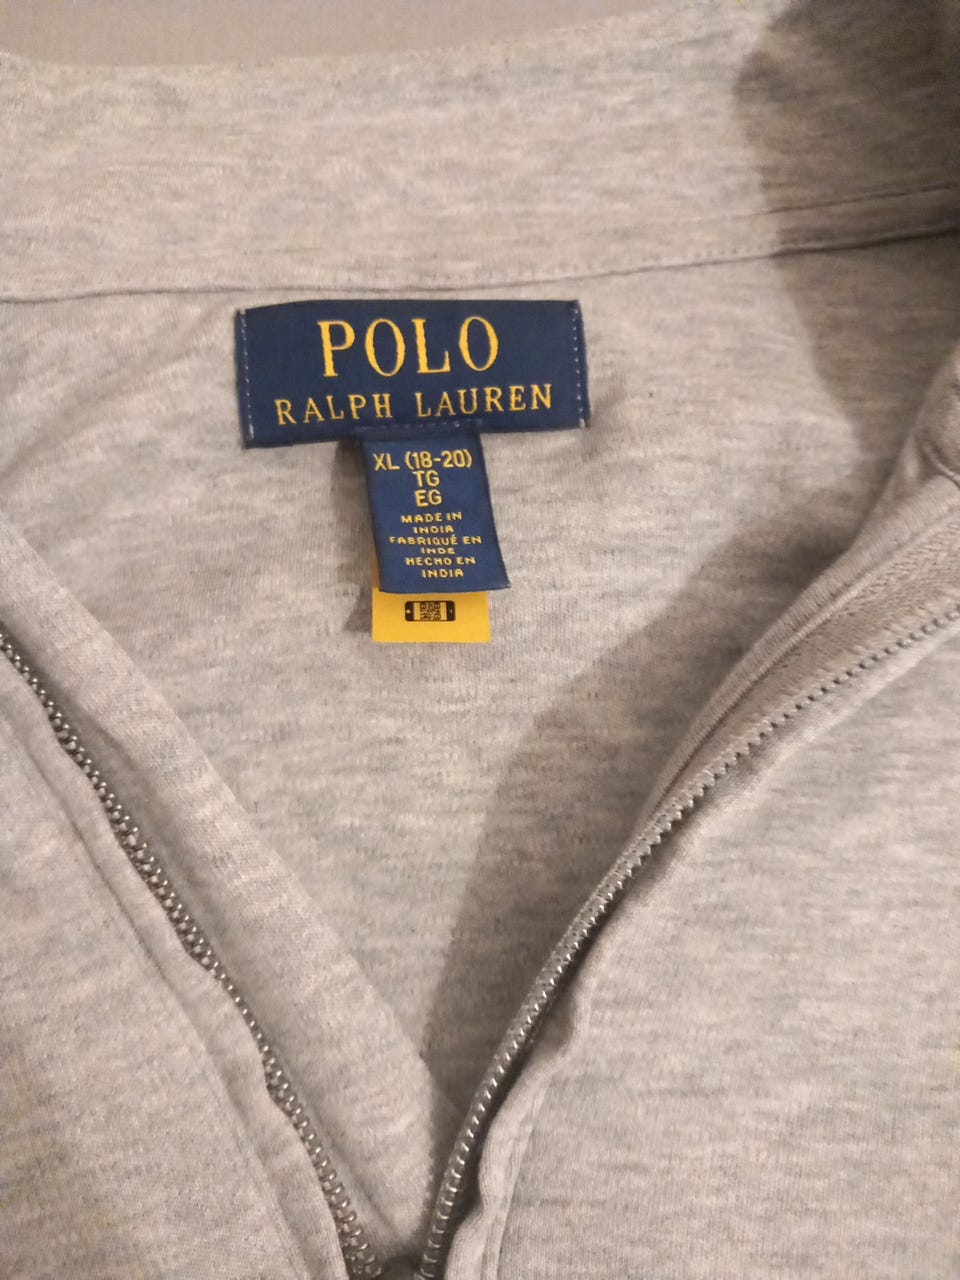 POLO
RALPH LAUREN
XL (18-20)
TG
EG
MADE IN
INDIA
FABRIQUÉ EN
INDE
HECHO EN
INDIA